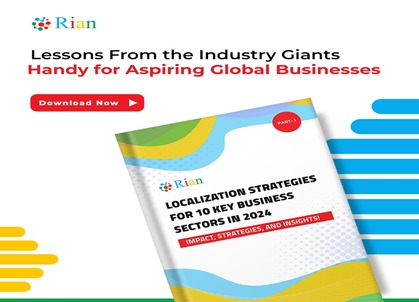 Rian
Lessons From the Industry Giants
Handy for Aspiring Global Businesses
Download Now
PART- 1
Rian
LOCALIZATION STRATEGIES
FOR 10 KEY BUSINESS
SECTORS IN 2024
IMPACT, STRATEGIES, AND INSIGHTS!